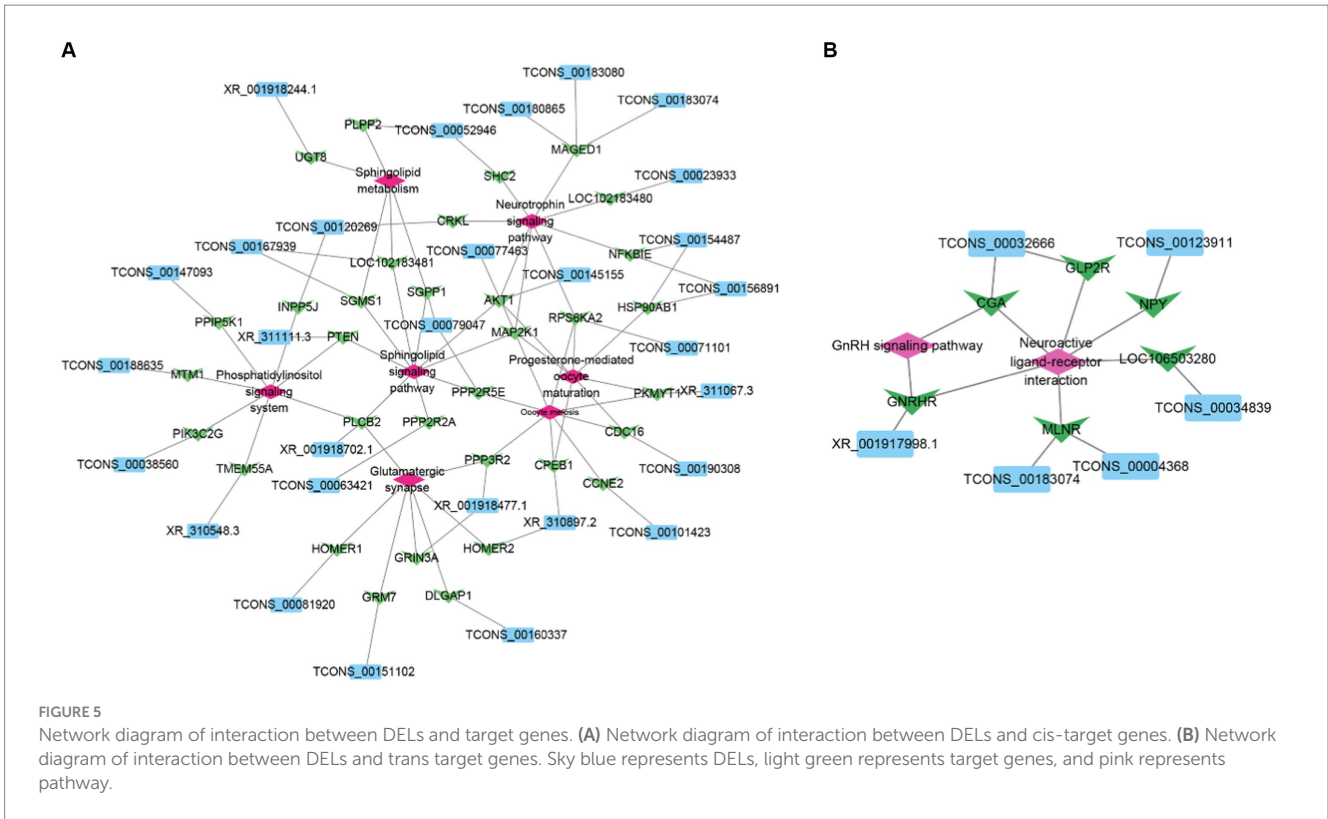 A
B
TCONS_00183080
XR_001918244.1
TCONS_00183074
TCONS_00180865
PLPP2
TCONS_00052946
MAGED1
UGT8
Sphingolipid
metabolism
SHC2
TCONS_00023933
LOC102183480
Neurotrophin
signaling
pathway
CRKL
TCONS_00120269
TCONS_00167939
TCONS_00077463
TCONS_00154487
NFKBIE
LOC102183481
TCONS_00147093
TCONS_00145155
TCONS_00156891
SGPP1
SGMS1
AKT1
INPP5J
HSP90AB1
PPIP5K1
RPS6KA2
TCONS_00079047
MAP2K1
XR_311111.3
PTEN
TCONS_00071101
Sphingolipid
signaling
pathway
Progesterone-mediated
oocyte
maturation
TCONS_00188635
MTM1
Phosphatidylinositol
signaling
system
PPP2R5E
PKMYT1
XR_311067.3
Oocyte meiosis
PIK3C2G
PLCB2
PPP2R2A
CDC16
XR_001918702.1
TCONS_00038560
TMEM55A
PPP3R2
CPEB1
TCONS_00190308
Glutamatergic
synapse
TCONS_00063421
CCNE2
XR_001918477.1
XR_310548.3
XR_310897.2
TCONS_00101423
HOMER1
GRIN3A
HOMER2
TCONS_00081920
GRM7
DLGAP1
TCONS_00160337
TCONS_00151102
TCONS_00032666
TCONS_00123911
GLP2R
CGA
NPY
GnRH signaling pathway
Neuroactive
ligand-receptor
interaction
LOC106503280
GNRHR
TCONS_00034839
MLNR
XR_001917998.1
TCONS_00004368
TCONS_00183074
FIGURE 5
Network diagram of interaction between DELs and target genes. (A) Network diagram of interaction between DELs and cis-target genes. (B) Network
diagram of interaction between DELs and trans target genes. Sky blue represents DELs, light green represents target genes, and pink represents
pathway.